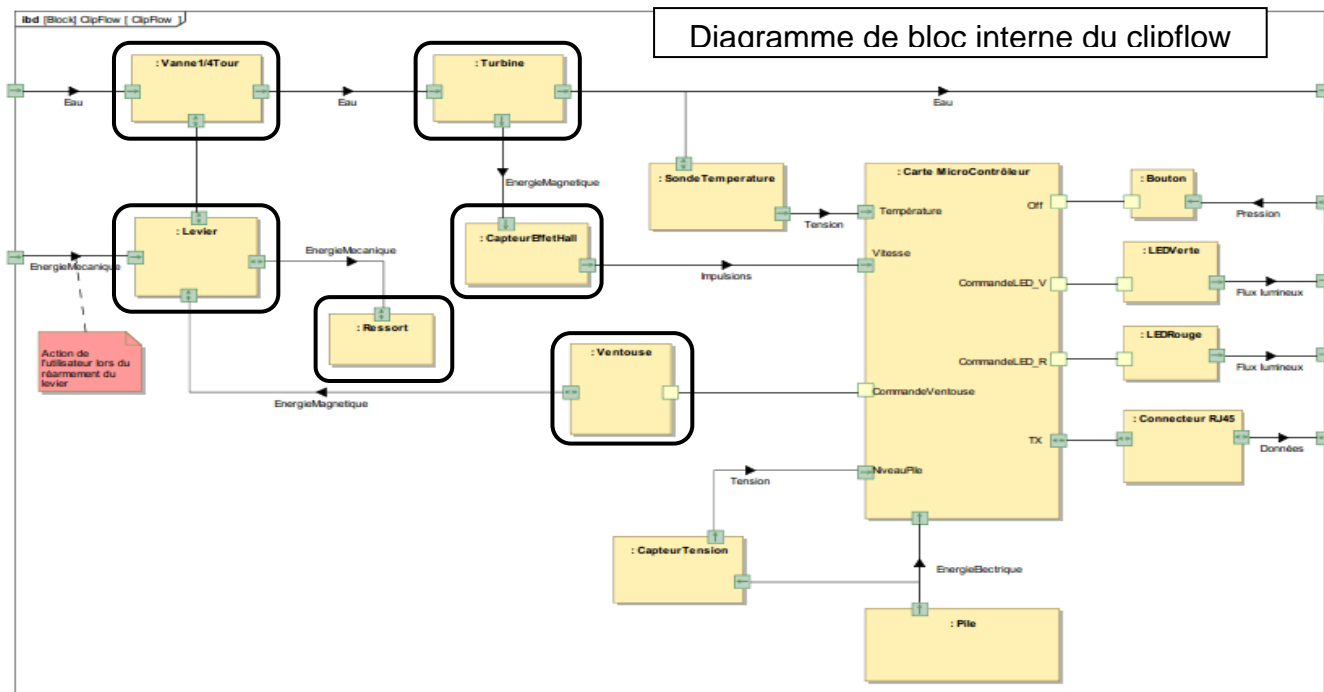 ibd [Block] ClipFlow [ ClipFlow ]
Diagramme de bloc interne du clipflow
: Vanne1/4Tour
: Turbine
Eau
Eau
Eau
EnergieMagnetique
: SondeTemperature
: Carte MicroContrôleur
: Bouton
Off
Température
Tension
Pression
: Levier
: CapteurEffetHall
EnergieMecanique
EnergieMecanique
Vitesse
Impulsions
: LEDVerte
CommandeLED_V
Flux lumineux
: Ressort
: Ventouse
: LEDRouge
CommandeLED_R
Flux lumineux
Action de
l'utilisateur lors du
réarmement du
levier
EnergieMagnetique
CommandeVentouse
: Connecteur RJ45
TX
Données
NiveauPile
Tension
: CapteurTension
EnergieElectrique
: Pile